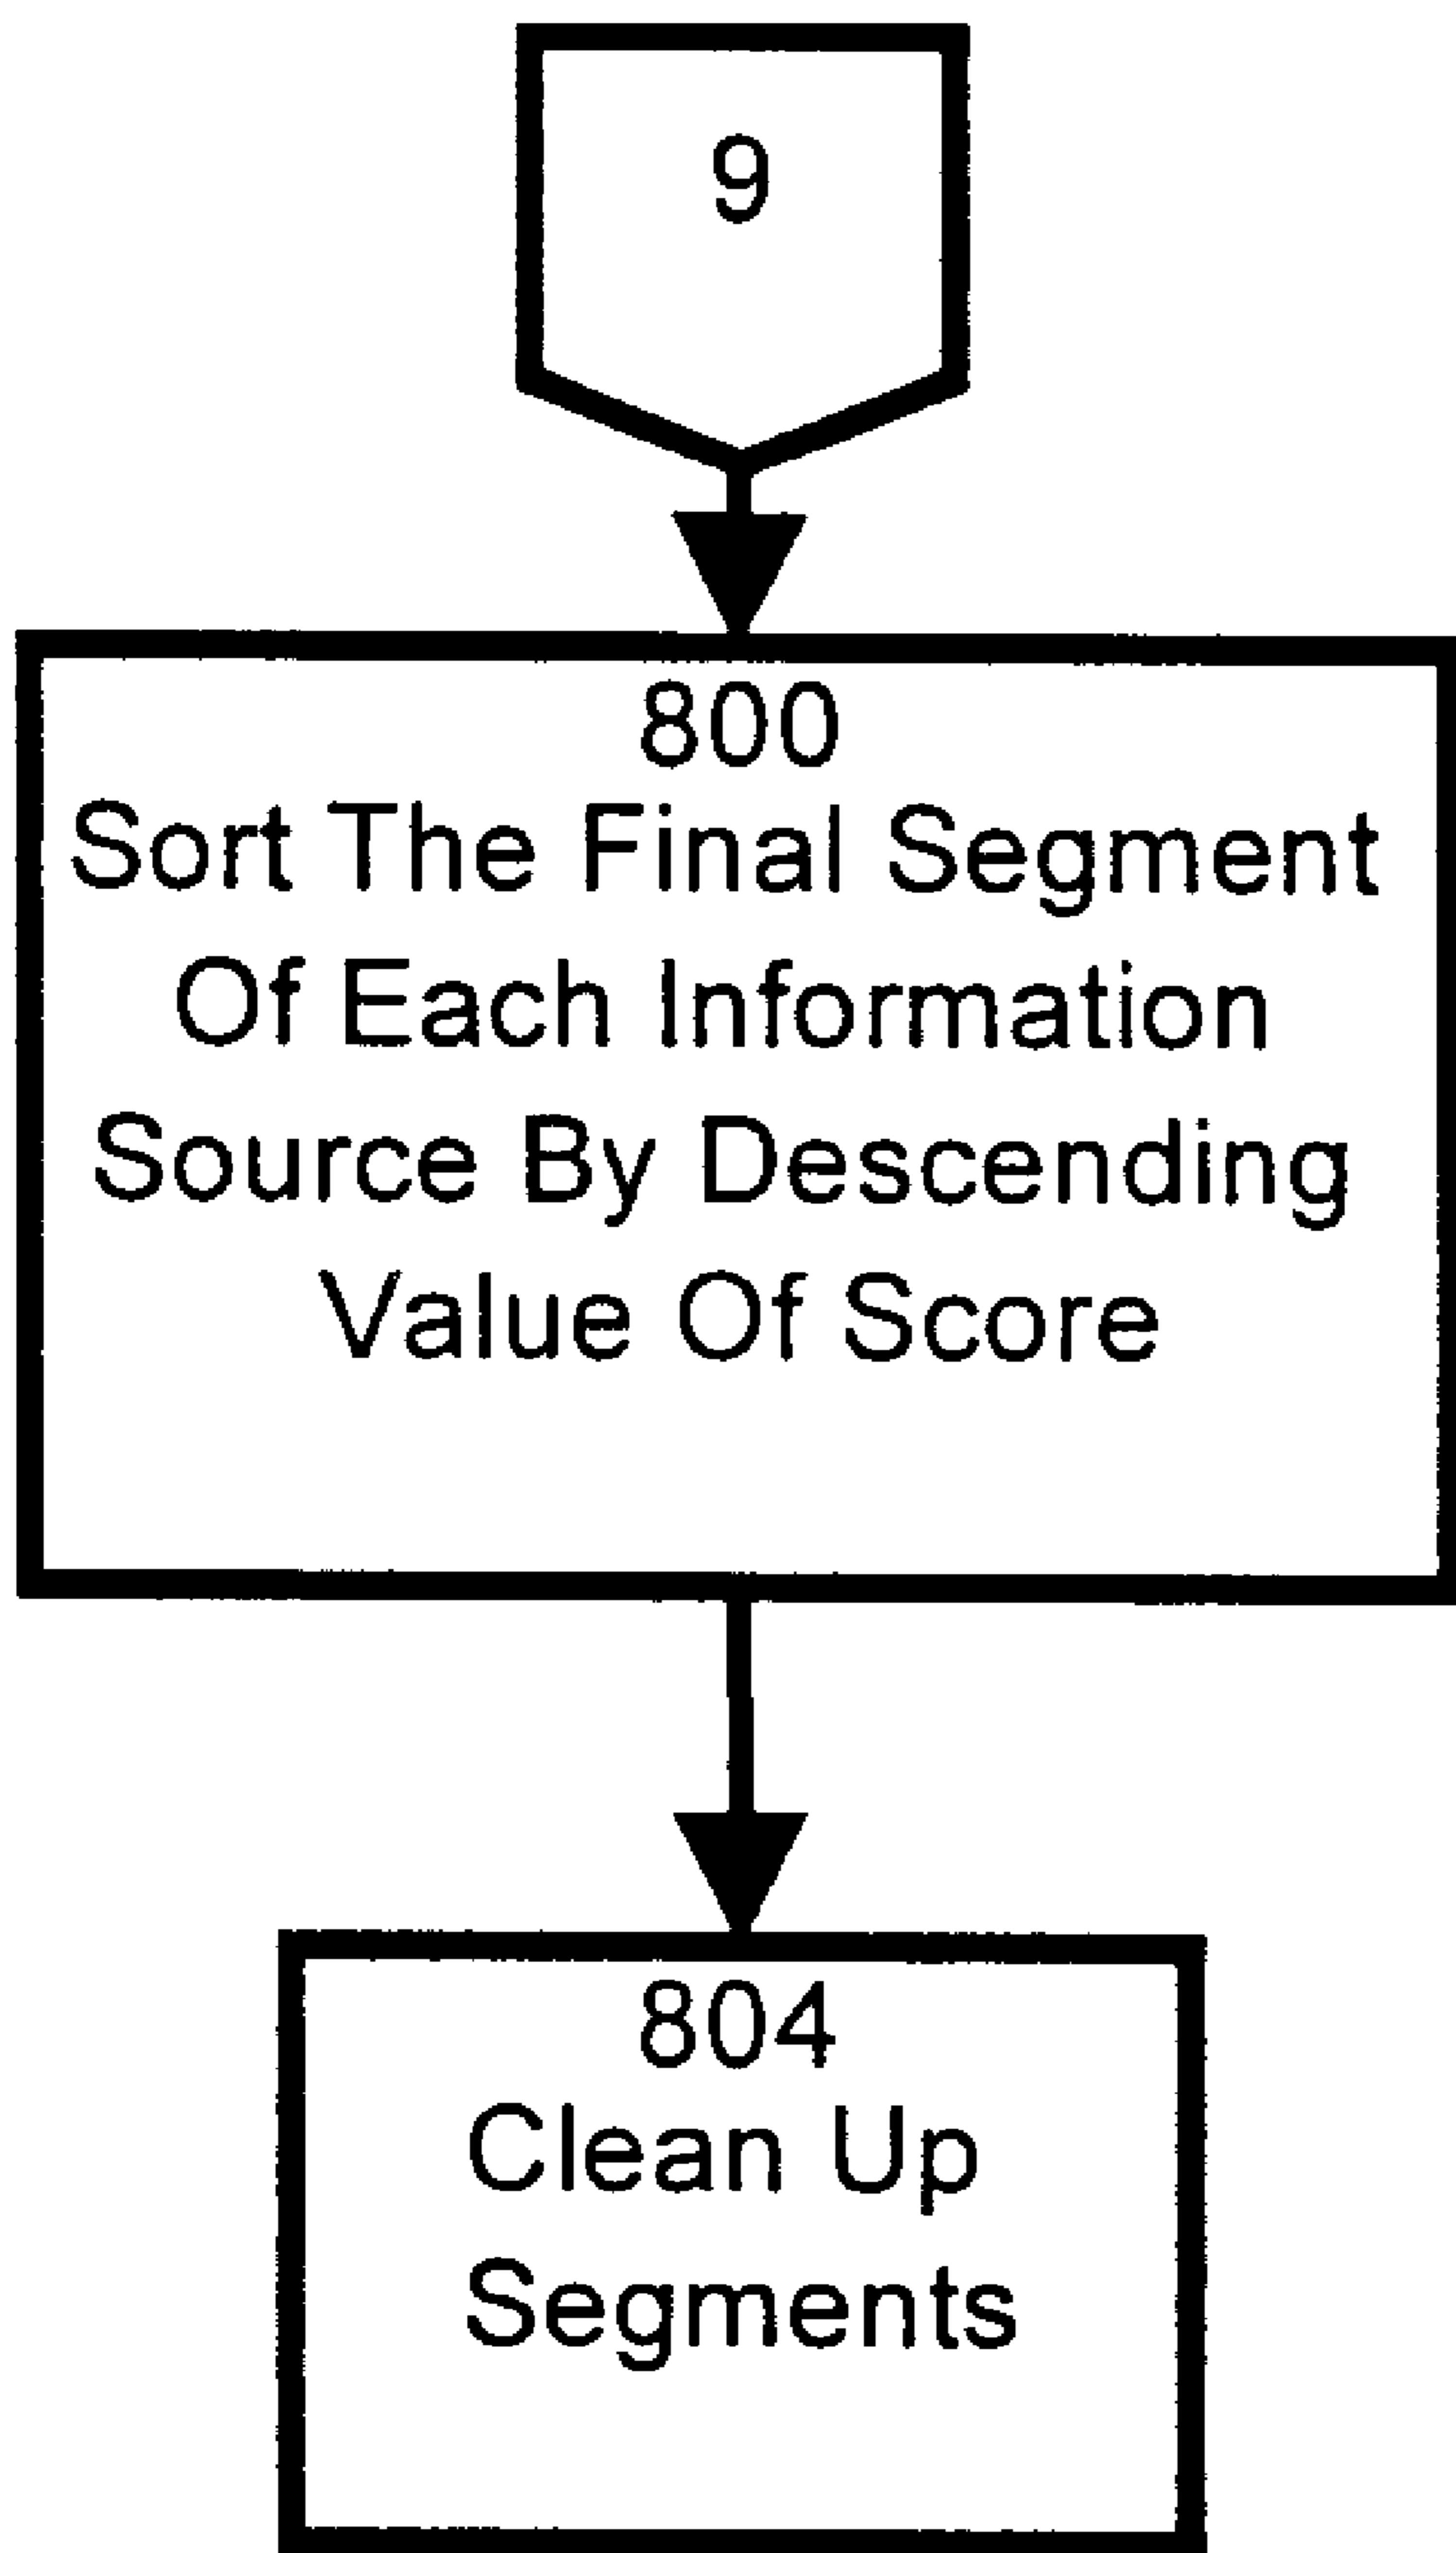 9
800
Sort The Final Segment
Of Each Information
Source By Descending
Value Of Score
804
Clean Up
Segments